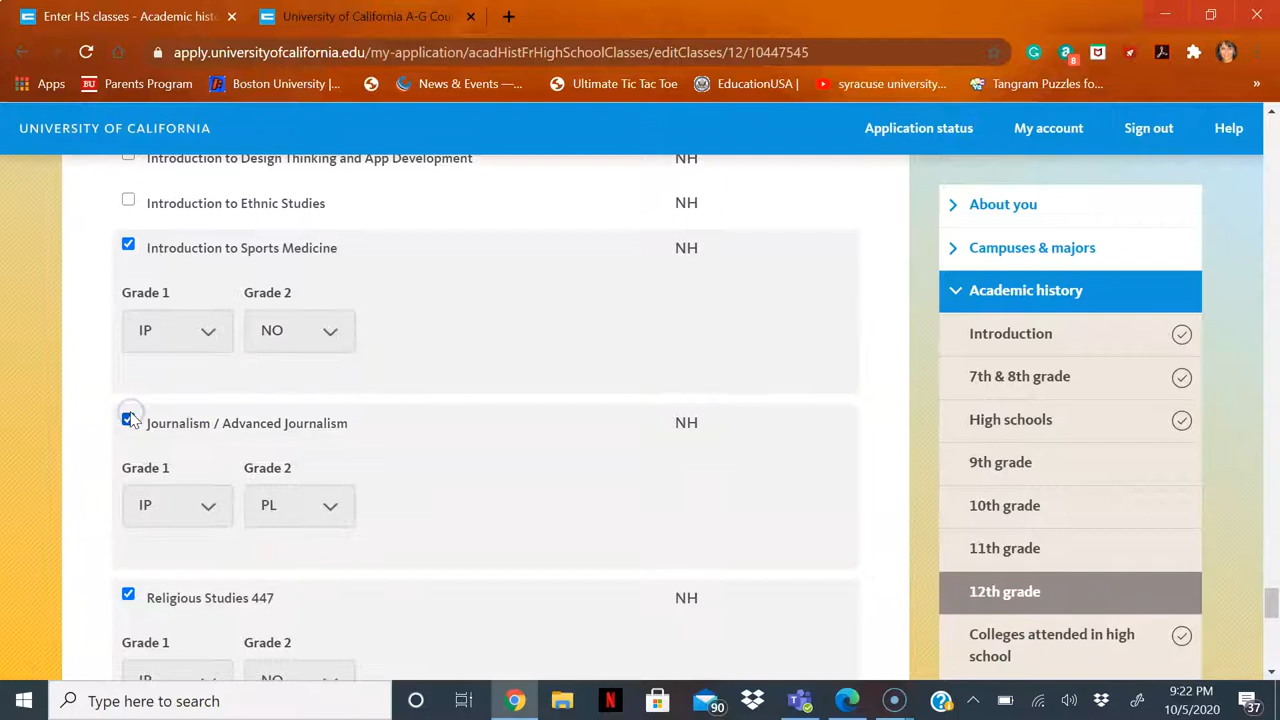 Enter HS classes - Academic hist
University of California A-G Cou
apply.universityofcalifornia.edu/my-application/acadHistFrHighSchoolClasses/editClasses/12/10447545
8
Apps
BU
Parents Program
Boston University |...
News & Events —...
Ultimate Tic Tac Toe
EducationUSA |
syracuse university...
Tangram Puzzles fo...
»
UNIVERSITY OF CALIFORNIA
Application status
My account
Sign out
Help
Introduction to Design Thinking and App Development NH
Introduction to Ethnic Studies NH
Introduction to Sports Medicine NH
Grade 1 Grade 2
IP NO
Journalism / Advanced Journalism NH
Grade 1 Grade 2
IP PL
Religious Studies 447 NH
Grade 1 Grade 2
IP NO
About you
Campuses & majors
Academic history
Introduction
7th & 8th grade
High schools
9th grade
10th grade
11th grade
12th grade
Colleges attended in high
school
Type here to search
N
90
9:22 PM
10/5/2020
37